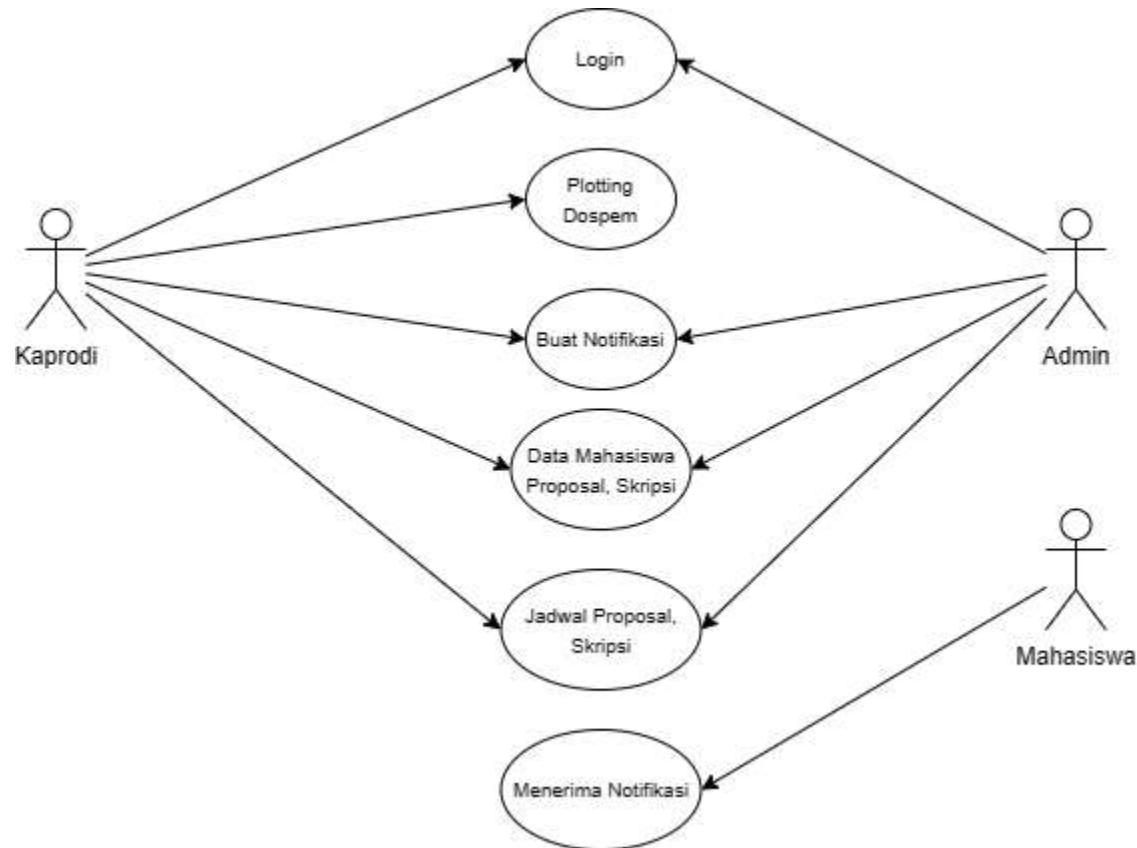 Login
Plotting
Dospem
Kaprodi
Buat Notifikasi
Admin
Data Mahasiswa
Proposal, Skripsi
Jadwal Proposal,
Skripsi
Mahasiswa
Menerima Notifikasi